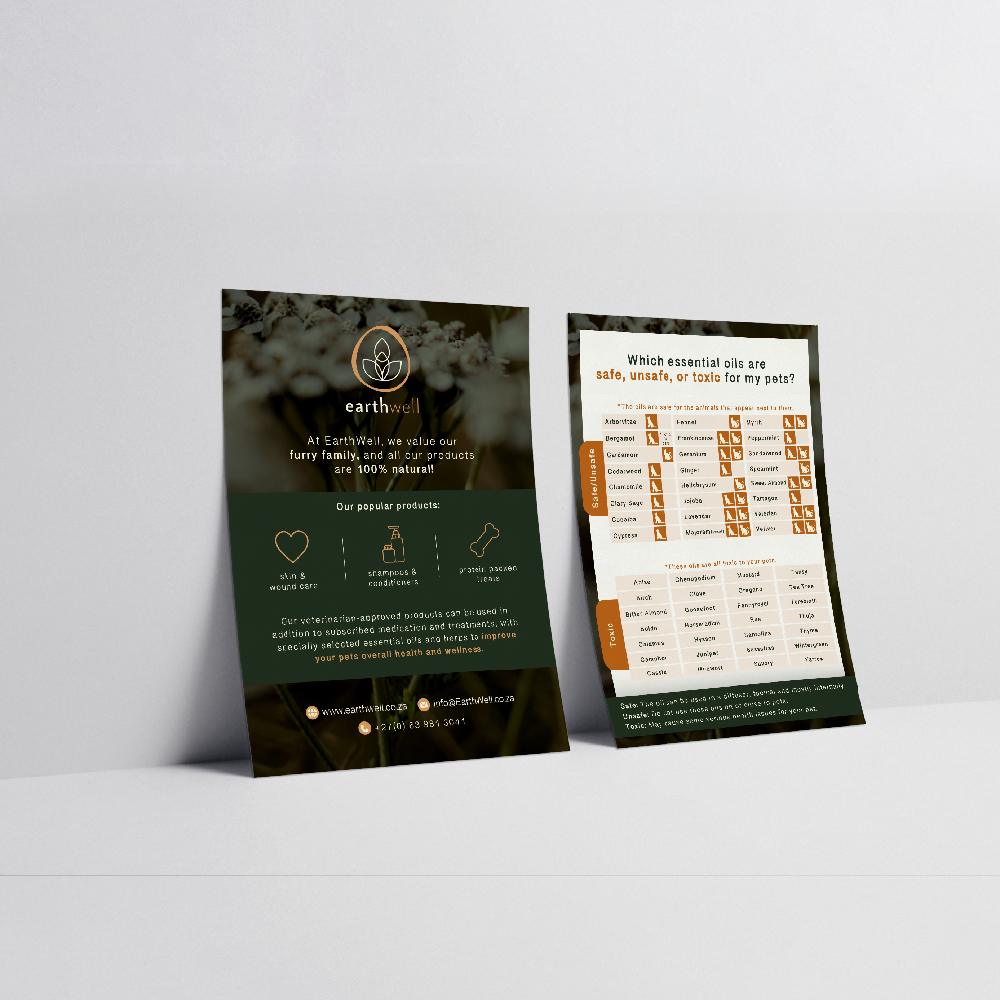 earthwell
At EarthWell, we value our
furry family, and all our products
are 100% natural!
Our popular products:
skin &
wound care
shampoos &
conditioners
protein packed
treats
Our veterinarian-approved products can be used in
addition to subscribed medication and treatments, with
specially selected essential oils and herbs to improve
your pets overall health and wellness.
www.earthWell.co.za
info@EarthWell.co.za
+27(0) 83 984 3041
Which essential oils are
safe, unsafe, or toxic for my pets?
*The oils are safe for the animals that appear next to them.
Safe/Unsafe
Arborvitae Fennel Myrrh
Bergamot Frankincense Peppermint
Cardamom Geranium Sandalwood
Cedarwood Ginger Spearmint
Chamomile Helichrysum Sweet Almond
Clary Sage Jojoba Tarragon
Copaiba Lavender Valerian
Cypress Majoram Vetiver
*These oils are all toxic to your pets.
Toxic
Anise Chenopodium Mustard Tansy
Birch Clove Oregano Tea Tree
Bitter Almond Goosefoot Pennyroyal Terebinth
Boldo Horseradish Rue Thuja
Calamus Hyssop Santolina Thyme
Camphor Juniper Sassafras Wintergreen
Cassia Mugwort Savory Yarrow
Safe: The oil can be used in a diffuser, topical and mostly internally.
Unsafe: Do not use these oils on or close to pets.
Toxic: May cause some serious health issues for your pet.